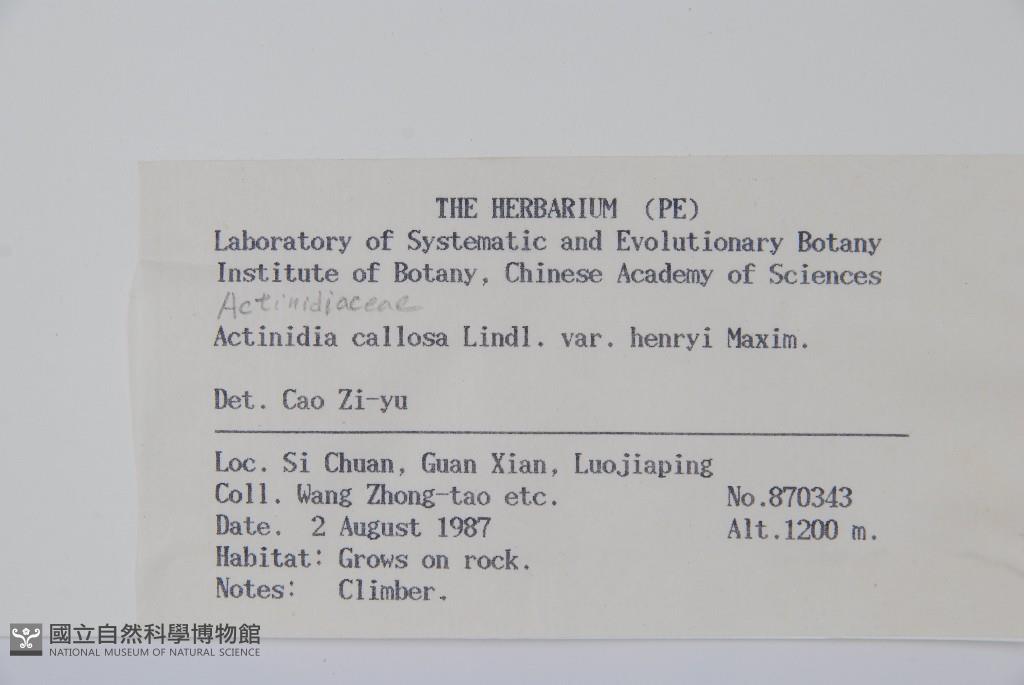 THE HERBARIUM (PE)
Laboratory of Systematic and Evolutionary Botany
Institute of Botany, Chinese Academy of Sciences
Actinidiaceae
Actinidia callosa Lindl. var. henryi Maxim.
Det. Cao Zi-yu
Loc. Si Chuan, Guan Xian, Luojiaping
Coll. Wang Zhong-tao etc. No.870343
Date. 2 August 1987 Alt.1200 m.
Habitat: Grows on rock.
Notes: Climber.
國立自然科學博物館
NATIONAL MUSEUM OF NATURAL SCIENCE